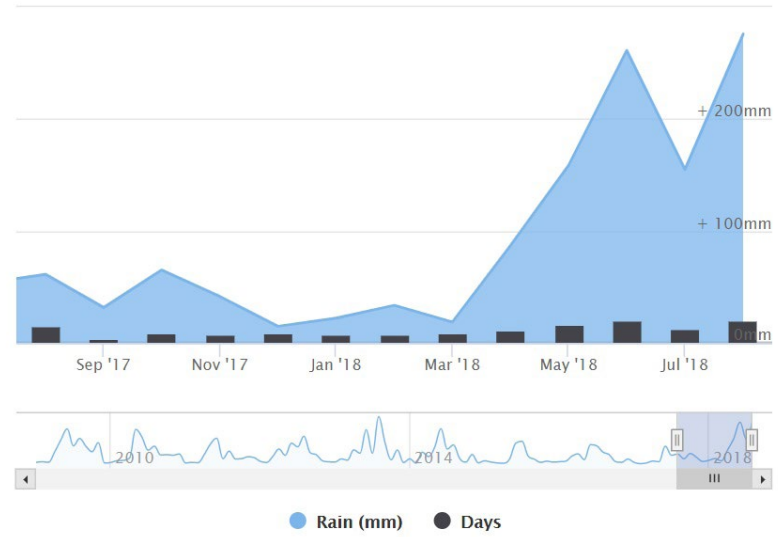 + 200mm
+ 100mm
0mm
Sep '17 Nov '17 Jan '18 Mar '18 May '18 Jul '18
2010 2014 2018
Rain (mm) Days